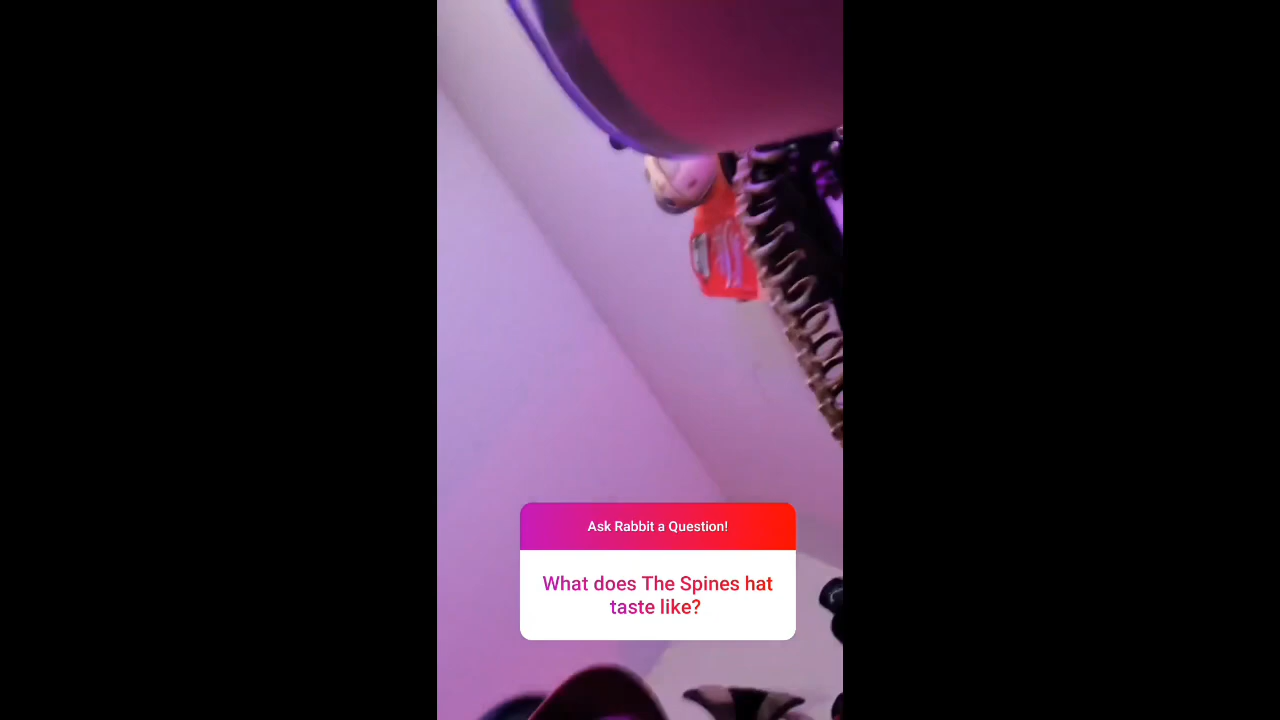 Ask Rabbit a Question!
What does The Spines hat
taste like?